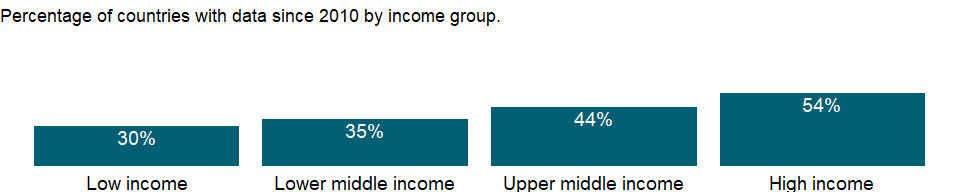 Percentage of countries with data since 2010 by income group.
30%
35%
44%
54%
Low income
Lower middle income
Upper middle income
High income